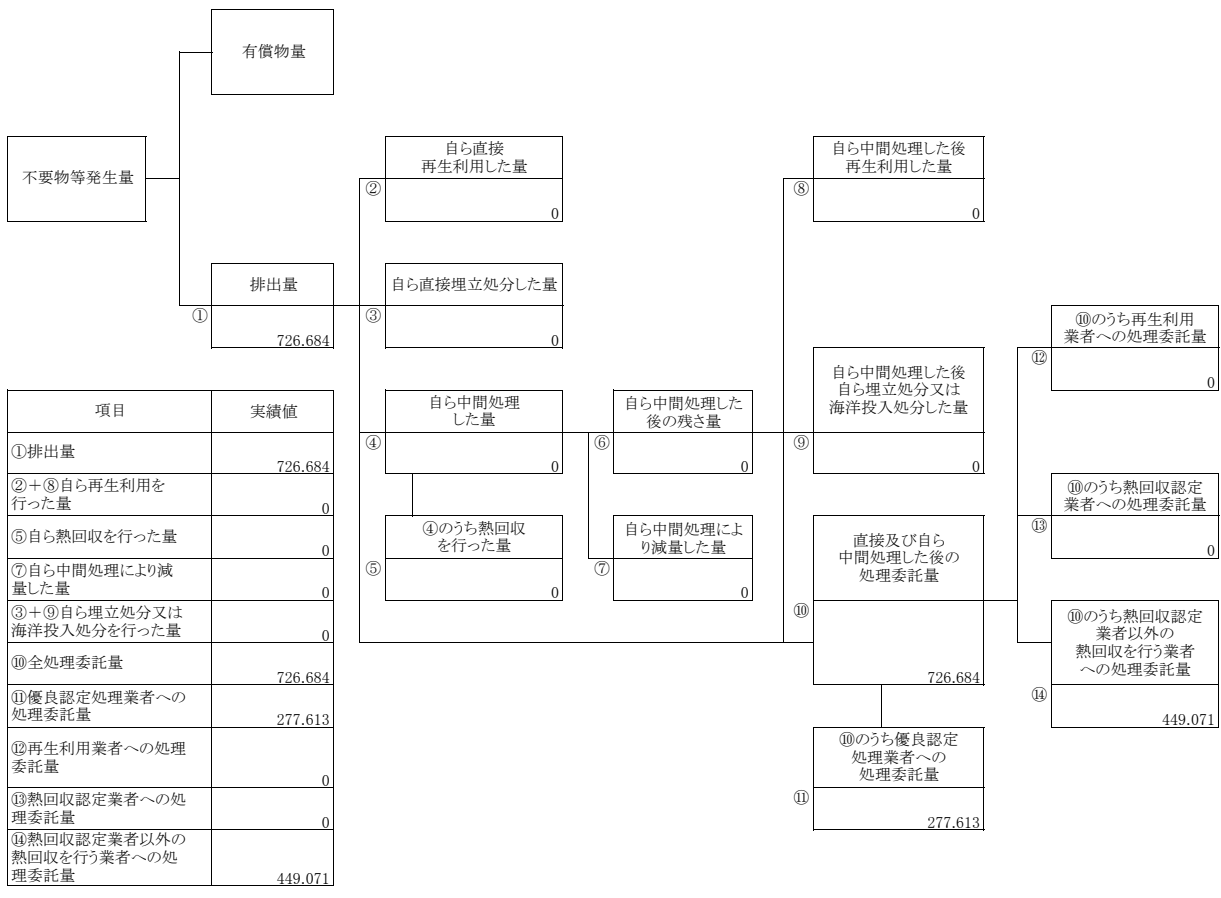 有償物量
不要物等発生量
自ら直接
再生利用した量
②
0
自ら中間処理した後
再生利用した量
⑧
0
排出量
①
726.684
自ら直接埋立処分した量
③
0
⑩のうち再生利用
業者への処理委託量
⑫
0
自ら中間処理
した量
④
0
自ら中間処理した
後の残さ量
⑥
0
自ら中間処理した後
自ら埋立処分又は
海洋投入処分した量
⑨
0
⑩のうち熱回収認定
業者への処理委託量
⑬
0
④のうち熱回収
を行った量
⑤
0
自ら中間処理によ
り減量した量
⑦
0
直接及び自ら
中間処理した後の
処理委託量
⑩
726.684
⑩のうち熱回収認定
業者以外の
熱回収を行う業者
への処理委託量
⑭
449.071
⑩のうち優良認定
処理業者への
処理委託量
⑪
277.613
項目 実績値
①排出量
726.684
②＋⑧自ら再生利用を
行った量
0
⑤自ら熱回収を行った量
0
⑦自ら中間処理により減
量した量
0
③＋⑨自ら埋立処分又は
海洋投入処分を行った量
0
⑩全処理委託量
726.684
⑪優良認定処理業者への
処理委託量
277.613
⑫再生利用業者への処理
委託量
0
⑬熱回収認定業者への処
理委託量
0
⑭熱回収認定業者以外の
熱回収を行う業者への処
理委託量
449.071